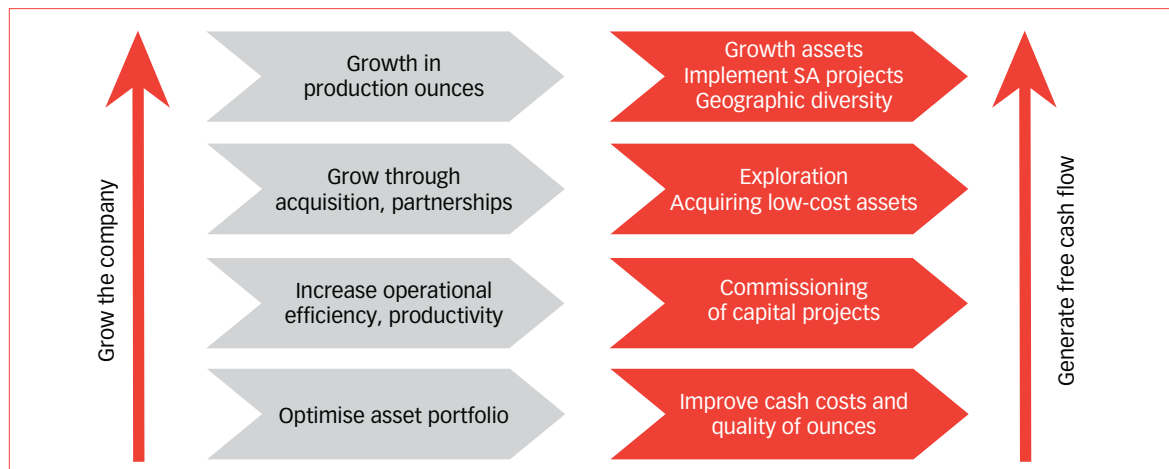 Grow the company
Growth in
production ounces
Growth assets
Implement SA projects
Geographic diversity
Grow through
acquisition, partnerships
Exploration
Acquiring low-cost assets
Increase operational
efficiency, productivity
Commissioning
of capital projects
Optimise asset portfolio
Improve cash costs and
quality of ounces
Generate free cash flow